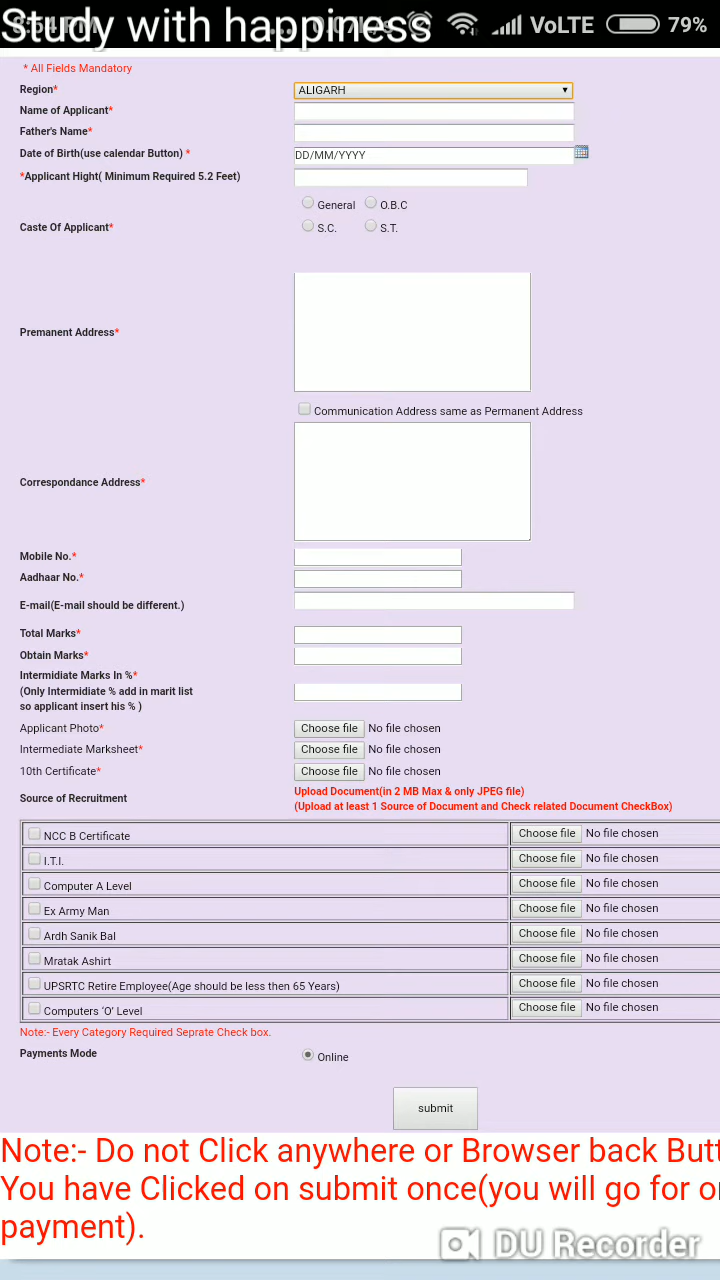 Study with happiness
VoLTE 79%
* All Fields Mandatory
Region* ALIGARH
Name of Applicant*
Father's Name*
Date of Birth(use calendar Button) * DD/MM/YYYY
*Applicant Hight( Minimum Required 5.2 Feet)
General O.B.C
Caste Of Applicant*
S.C. S.T.
Premanent Address*
Communication Address same as Permanent Address
Correspondance Address*
Mobile No.*
Aadhaar No.*
E-mail(E-mail should be different.)
Total Marks*
Obtain Marks*
Intermidiate Marks In %*
(Only Intermidiate % add in marit list
so applicant insert his % )
Applicant Photo* Choose file No file chosen
Intermediate Marksheet* Choose file No file chosen
10th Certificate* Choose file No file chosen
Source of Recruitment
Upload Document(in 2 MB Max & only JPEG file)
(Upload at least 1 Source of Document and Check related Document CheckBox)
NCC B Certificate Choose file No file chosen
I.T.I. Choose file No file chosen
Computer A Level Choose file No file chosen
Ex Army Man Choose file No file chosen
Ardh Sanik Bal Choose file No file chosen
Mratak Ashirt Choose file No file chosen
UPSRTC Retire Employee(Age should be less then 65 Years) Choose file No file chosen
Computers ‘O’ Level Choose file No file chosen
Note:- Every Category Required Seprate Check box.
Payments Mode Online
submit
Note:- Do not Click anywhere or Browser back Butt
You have Clicked on submit once(you will go for o
payment).
DU Recorder